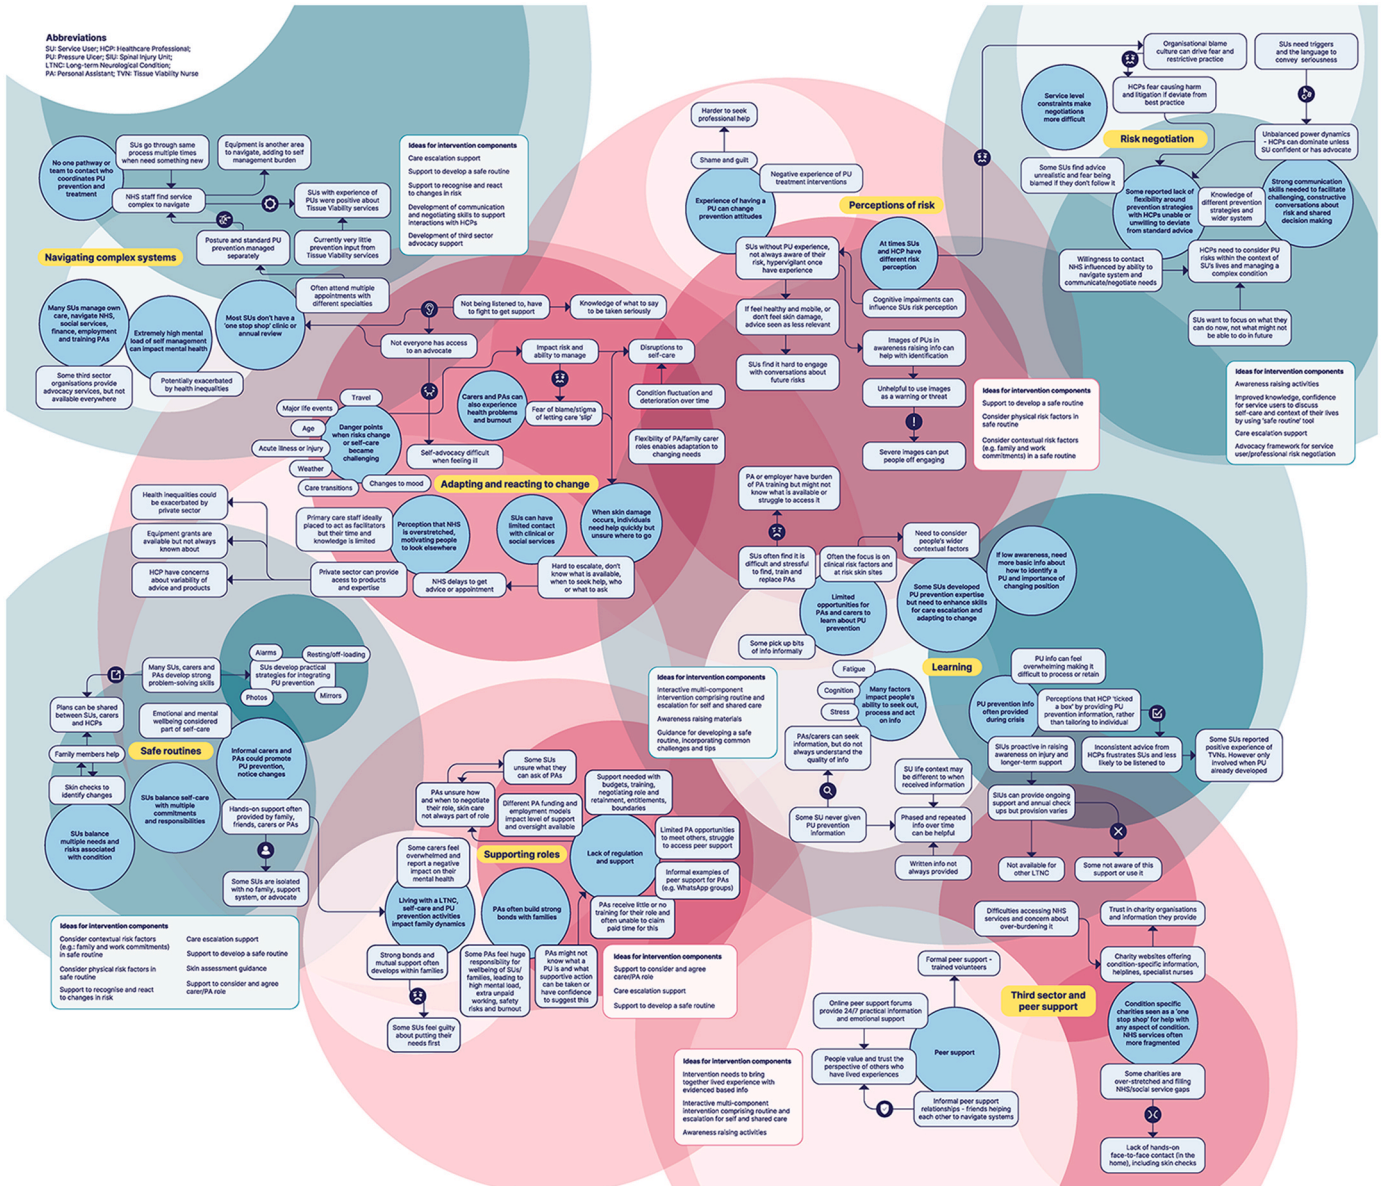 Abbreviations
SU: Service User; HCP: Healthcare Professional;
PU: Pressure Ulcer; SIU: Spinal Injury Unit;
LTNC: Long-term Neurological Condition;
PA: Personal Assistant; TVN: Tissue Viability Nurse
No one pathway or
team to contact who
coordinates PU
prevention and
treatment
SUs go through same
process multiple times
when need something new
Equipment is another area
to navigate, adding to self
management burden
NHS staff find service
complex to navigate
SUs with experience of
PUs were positive about
Tissue Viability services
Posture and standard PU
prevention managed
separately
Currently very little
prevention input from
Tissue Viability services
Navigating complex systems
Often attend multiple
appointments with
different specialties
Many SUs manage own
care, navigate NHS,
social services,
finance, employment
and training PAs
Extremely high mental
load of self management
can impact mental health
Most SUs don't have a
'one stop shop' clinic or
annual review
Some third sector
organisations provide
advocacy services, but not
available everywhere
Potentially exacerbated
by health inequalities
Ideas for intervention components
Care escalation support
Support to develop a safe routine
Support to recognise and react
to changes in risk
Development of communication
and negotiating skills to support
interactions with HCPs
Development of third sector
advocacy support
Harder to seek
professional help
Shame and guilt
Negative experience of PU
treatment interventions
Experience of having a
PU can change
prevention attitudes
Perceptions of risk
SUs without PU experience,
not always aware of their
risk, hypervigilant once
have experience
At times SUs
and HCP have
different risk
perception
Cognitive impairments can
influence SUs risk perception
If feel healthy and mobile, or
don't feel skin damage,
advice seen as less relevant
Images of PUs in
awareness raising info can
help with identification
SUs find it hard to engage
with conversations about
future risks
Unhelpful to use images
as a warning or threat
Severe images can put
people off engaging
Ideas for intervention components
Support to develop a safe routine
Consider physical risk factors in
safe routine
Consider contextual risk factors
(e.g. family and work
commitments) in a safe routine
Organisational blame
culture can drive fear and
restrictive practice
SUs need triggers
and the language to
convey seriousness
Service level
constraints make
negotiations
more difficult
HCPs fear causing harm
and litigation if deviate from
best practice
Risk negotiation
Unbalanced power dynamics
- HCPs can dominate unless
SU confident or has advocate
Some SUs find advice
unrealistic and fear being
blamed if they don't follow it
Some reported lack of
flexibility around
prevention strategies
with HCPs unable or
unwilling to deviate
from standard advice
Knowledge of
different prevention
strategies and
wider system
Strong communication
skills needed to facilitate
challenging, constructive
conversations about
risk and shared
decision making
Willingness to contact
NHS influenced by ability to
navigate system and
communicate/negotiate needs
HCPs need to consider PU
risks within the context of
SU's lives and managing a
complex condition
SUs want to focus on what they
can do now, not what might not
be able to do in future
Ideas for intervention components
Awareness raising activities
Improved knowledge, confidence
for service users to discuss
self-care and context of their lives
by using 'safe routine' tool
Care escalation support
Advocacy framework for service
user/professional risk negotiation
Not being listened to, have
to fight to get support
Knowledge of what to say
to be taken seriously
Not everyone has access
to an advocate
Impact risk and
ability to manage
Disruptions to
self-care
Carers and PAs can
also experience
health problems
and burnout
Fear of blame/stigma
of letting care 'slip'
Condition fluctuation and
deterioration over time
Flexibility of PA/family carer
roles enables adaptation to
changing needs
Travel
Major life events
Age
Acute illness or injury
Weather
Care transitions
Changes to mood
Danger points
when risks change
or self-care
became
challenging
Self-advocacy difficult
when feeling ill
Adapting and reacting to change
Health inequalities could
be exacerbated by
private sector
Equipment grants are
available but not always
known about
HCP have concerns
about variability of
advice and products
Primary care staff ideally
placed to act as facilitators
but their time and
knowledge is limited
Perception that NHS
is overstretched,
motivating people
to look elsewhere
SUs can have
limited contact
with clinical or
social services
When skin damage
occurs, individuals
need help quickly but
unsure where to go
Private sector can provide
acess to products
and expertise
NHS delays to get
advice or appointment
Hard to escalate, don't
know what is available,
when to seek help, who
or what to ask
PA or employer have burden
of PA training but might not
know what is available or
struggle to access it
SUs often find it is
difficult and stressful
to find, train and
replace PAs
Often the focus is on
clinical risk factors and
at risk skin sites
Need to consider
people's wider
contextual factors
Limited
opportunities for
PAs and carers to
learn about PU
prevention
Some SUs developed
PU prevention expertise
but need to enhance skills
for care escalation and
adapting to change
If low awareness, need
more basic info about
how to identify a
PU and importance of
changing position
Some pick up bits
of info informally
Learning
Fatigue
Cognition
Stress
Many factors
impact people's
ability to seek out,
process and act
on info
PU info can feel
overwhelming making it
difficult to process or retain
PU prevention info
often provided
during crisis
Perceptions that HCP 'ticked
a box' by providing PU
prevention information, rather
than tailoring to individual
PAs/carers can seek
information, but do not
always understand the
quality of info
SU life context may
be different to when
received information
SUs proactive in raising
awareness on injury and
longer-term support
Inconsistent advice from
HCPs frustrates SUs and less
likely to be listened to
Some SUs reported
positive experience of
TVNs. However only
involved when PU
already developed
Some SU never given
PU prevention
information
Phased and repeated
info over time
can be helpful
SUs can provide ongoing
support and annual check
ups but provision varies
Written info not
always provided
Not available for
other LTNC
Some not aware of this
support or use it
Ideas for intervention components
Interactive multi-component
intervention comprising routine and
escalation for self and shared care
Awareness raising materials
Guidance for developing a safe
routine, incorporating common
challenges and tips
Many SUs, carers and
PAs develop strong
problem-solving skills
Alarms
Resting/off-loading
SUs develop practical
strategies for integrating
PU prevention
Photos
Mirrors
Plans can be shared
between SUs, carers
and HCPs
Emotional and mental
wellbeing considered
part of self-care
Family members help
Safe routines
Informal carers and
PAs could promote
PU prevention,
notice changes
Skin checks to
identify changes
SUs balance self-care
with multiple
commitments
and responsibilities
Hands-on support often
provided by family,
friends, carers or PAs
SUs balance
multiple needs and
risks associated
with condition
Some SUs are isolated
with no family, support
system, or advocate
Ideas for intervention components
Consider contextual risk factors
(e.g.: family and work commitments)
in safe routine
Consider physical risk factors in
safe routine
Support to recognise and react
to changes in risk
Care escalation support
Support to develop a safe routine
Skin assessment guidance
Support to consider and agree
carer/PA role
Some SUs
unsure what they
can ask of PAs
PAs unsure how
and when to negotiate
their role, skin care
not always part of role
Different PA funding and
employment models
impact level of support
and oversight available
Support needed with
budgets, training,
negotiating role and
retainment, entitlements,
boundaries
Some carers feel
overwhelmed and
report a negative
impact on their
mental health
Supporting roles
Lack of regulation
and support
Limited PA opportunities
to meet others, struggle
to access peer support
Informal examples of
peer support for PAs
(e.g. WhatsApp groups)
Living with a LTNC,
self-care and PU
prevention activities
impact family dynamics
PAs often build strong
bonds with families
PAs receive little or no
training for their role and
often unable to claim
paid time for this
Strong bonds and
mutual support often
develops within families
Some PAs feel huge
responsibility for
wellbeing of SUs/
families, leading to
high mental load,
extra unpaid
working, safety
risks and burnout
PAs might not
know what a
PU is and what
supportive action
can be taken or
have confidence
to suggest this
Some SUs feel guilty
about putting their
needs first
Ideas for intervention components
Support to consider and agree
carer/PA role
Care escalation support
Support to develop a safe routine
Difficulties accessing NHS
services and concern about
over-burdening it
Trust in charity organisations
and information they provide
Formal peer support -
trained volunteers
Charity websites offering
condition-specific information,
helplines, specialist nurses
Third sector and
peer support
Online peer support forums
provide 24/7 practical information
and emotional support
Condition specific
charities seen as a 'one
stop shop' for help with
any aspect of condition.
NHS services often
more fragmented
Peer support
People value and trust the
perspective of others who
have lived experiences
Some charities are
over-stretched and filling
NHS/social service gaps
Informal peer support
relationships - friends helping
each other to navigate systems
Lack of hands-on
face-to-face contact (in the
home), including skin checks
Ideas for intervention components
Intervention needs to bring
together lived experience with
evidenced based info
Interactive multi-component
intervention comprising routine and
escalation for self and shared care
Awareness raising activities